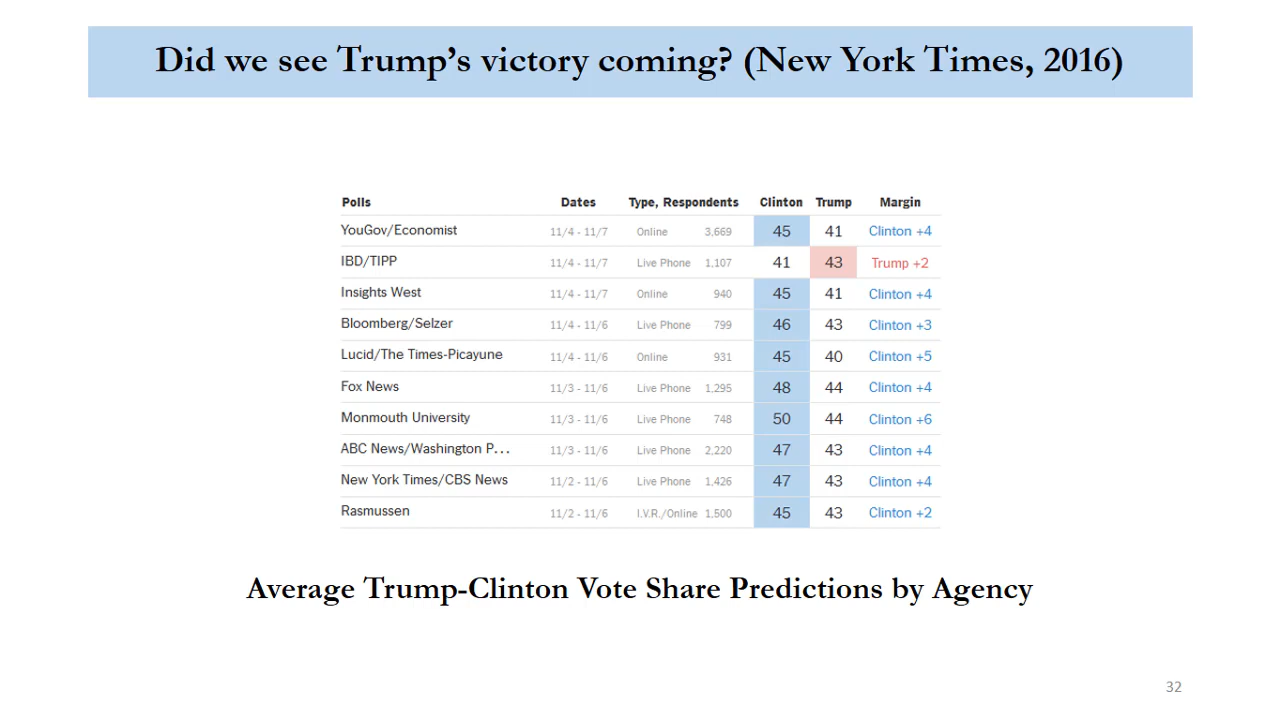 Did we see Trump’s victory coming? (New York Times, 2016)
Polls Dates Type, Respondents Clinton Trump Margin
YouGov/Economist 11/4 - 11/7 Online 3,669 45 41 Clinton +4
IBD/TIPP 11/4 - 11/7 Live Phone 1,107 41 43 Trump +2
Insights West 11/4 - 11/7 Online 940 45 41 Clinton +4
Bloomberg/Selzer 11/4 - 11/6 Live Phone 799 46 43 Clinton +3
Lucid/The Times-Picayune 11/4 - 11/6 Online 931 45 40 Clinton +5
Fox News 11/3 - 11/6 Live Phone 1,295 48 44 Clinton +4
Monmouth University 11/3 - 11/6 Live Phone 748 50 44 Clinton +6
ABC News/Washington P... 11/3 - 11/6 Live Phone 2,220 47 43 Clinton +4
New York Times/CBS News 11/2 - 11/6 Live Phone 1,426 47 43 Clinton +4
Rasmussen 11/2 - 11/6 I.V.R./Online 1,500 45 43 Clinton +2
Average Trump-Clinton Vote Share Predictions by Agency
32